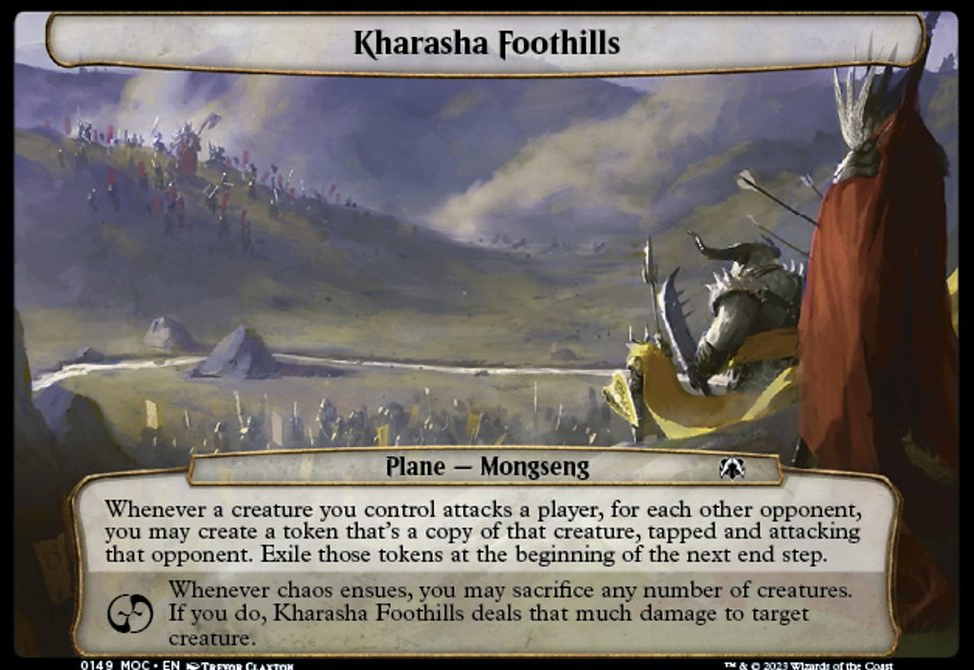 Kharasha Foothills
Plane — Mongseng
Whenever a creature you control attacks a player, for each other opponent,
you may create a token that's a copy of that creature, tapped and attacking
that opponent. Exile those tokens at the beginning of the next end step.
Whenever chaos ensues, you may sacrifice any number of creatures.
If you do, Kharasha Foothills deals that much damage to target
creature.
0149 MOC • EN TREVOR CLAXTON ™ & © 2023 Wizards of the Coast